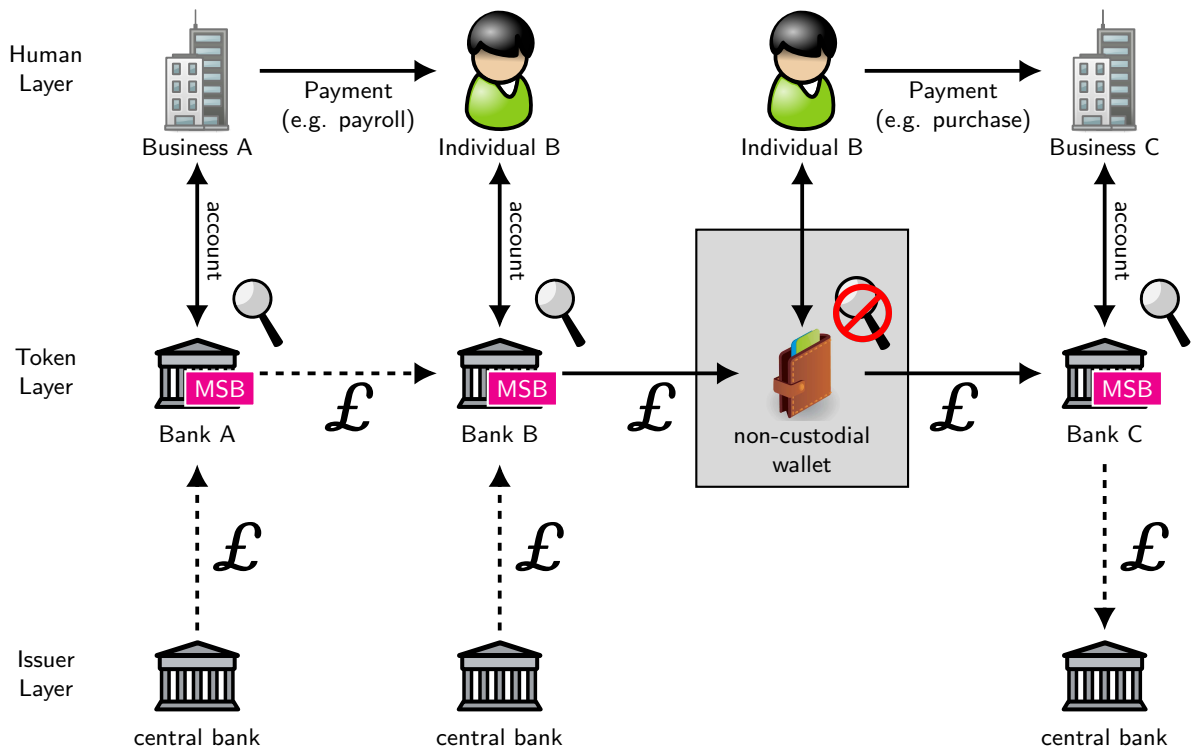 Human
Layer
Payment
(e.g. payroll)
Payment
(e.g. purchase)
Business A
Individual B
Individual B
Business C
account
account
account
Token
Layer
MSB
MSB
MSB
£
£
£
Bank A
Bank B
non-custodial
wallet
Bank C
£
£
£
Issuer
Layer
central bank
central bank
central bank